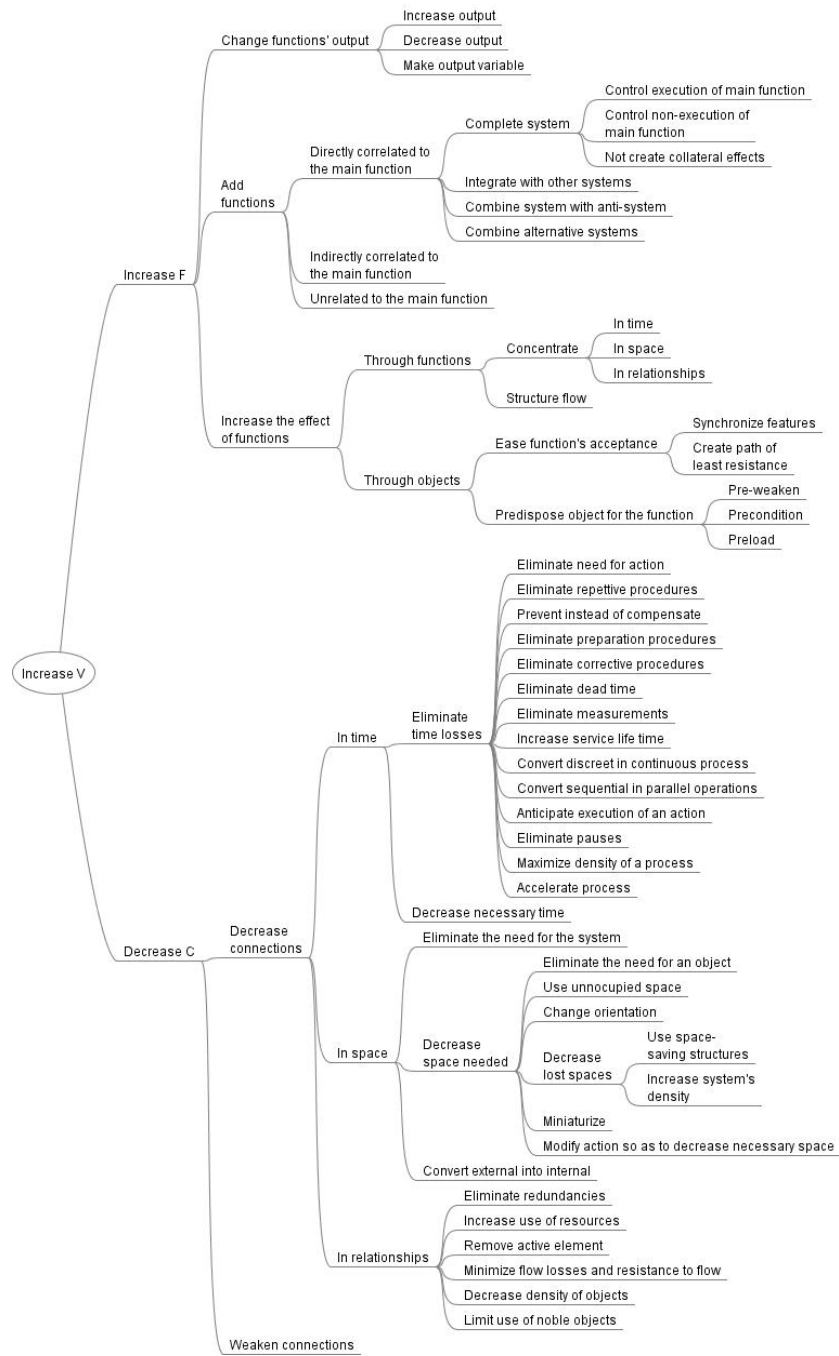 Increase V
Increase F
Change functions' output
Increase output
Decrease output
Make output variable
Add
functions
Directly correlated to
the main function
Complete system
Control execution of main function
Control non-execution of
main function
Not create collateral effects
Integrate with other systems
Combine system with anti-system
Combine alternative systems
Indirectly correlated to
the main function
Unrelated to the main function
Increase the effect
of functions
Through functions
Concentrate
In time
In space
In relationships
Structure flow
Through objects
Ease function's acceptance
Synchronize features
Create path of
least resistance
Predispose object for the function
Pre-weaken
Precondition
Preload
Decrease C
Decrease
connections
In time
Eliminate
time losses
Eliminate need for action
Eliminate repettive procedures
Prevent instead of compensate
Eliminate preparation procedures
Eliminate corrective procedures
Eliminate dead time
Eliminate measurements
Increase service life time
Convert discreet in continuous process
Convert sequential in parallel operations
Anticipate execution of an action
Eliminate pauses
Maximize density of a process
Accelerate process
Decrease necessary time
In space
Eliminate the need for the system
Decrease
space needed
Eliminate the need for an object
Use unnocupied space
Change orientation
Decrease
lost spaces
Use space-
saving structures
Increase system's
density
Miniaturize
Modify action so as to decrease necessary space
Convert external into internal
In relationships
Eliminate redundancies
Increase use of resources
Remove active element
Minimize flow losses and resistance to flow
Decrease density of objects
Limit use of noble objects
Weaken connections